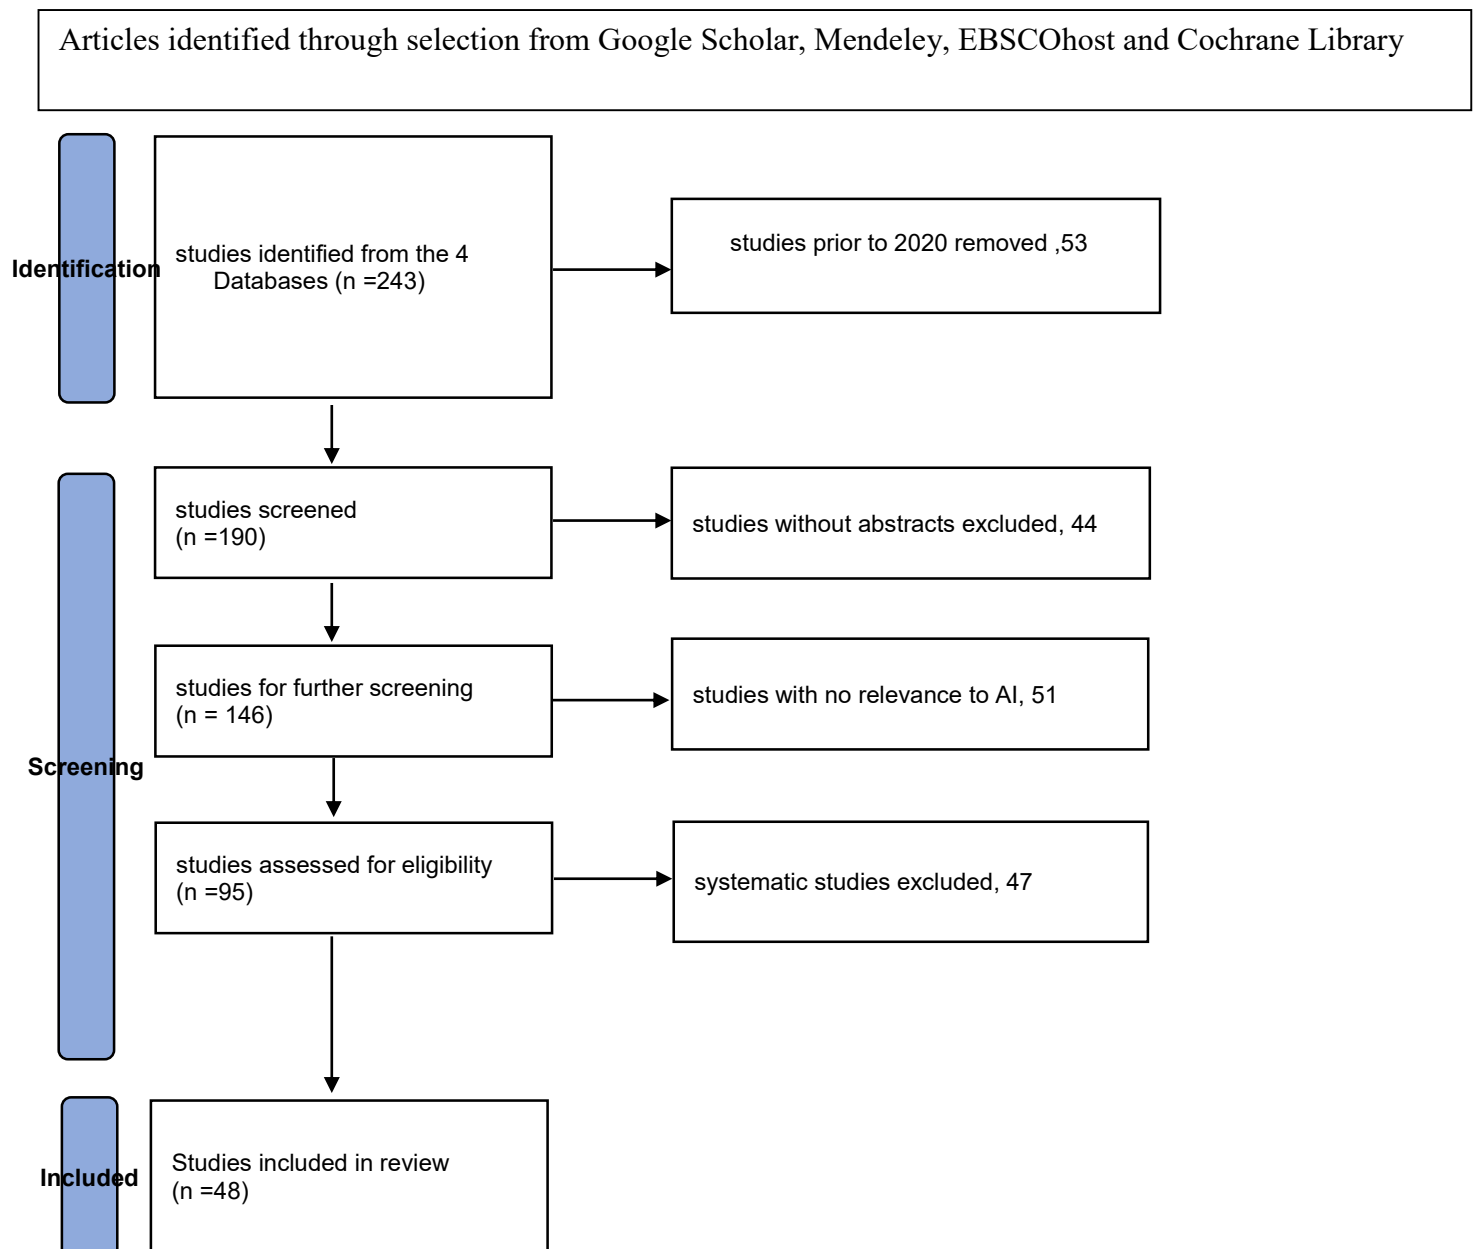 Articles identified through selection from Google Scholar, Mendeley, EBSCOhost and Cochrane Library
Identification
studies identified from the 4
Databases (n =243)
studies prior to 2020 removed ,53
Screening
studies screened
(n =190)
studies without abstracts excluded, 44
studies for further screening
(n = 146)
studies with no relevance to AI, 51
studies assessed for eligibility
(n =95)
systematic studies excluded, 47
Included
Studies included in review
(n =48)